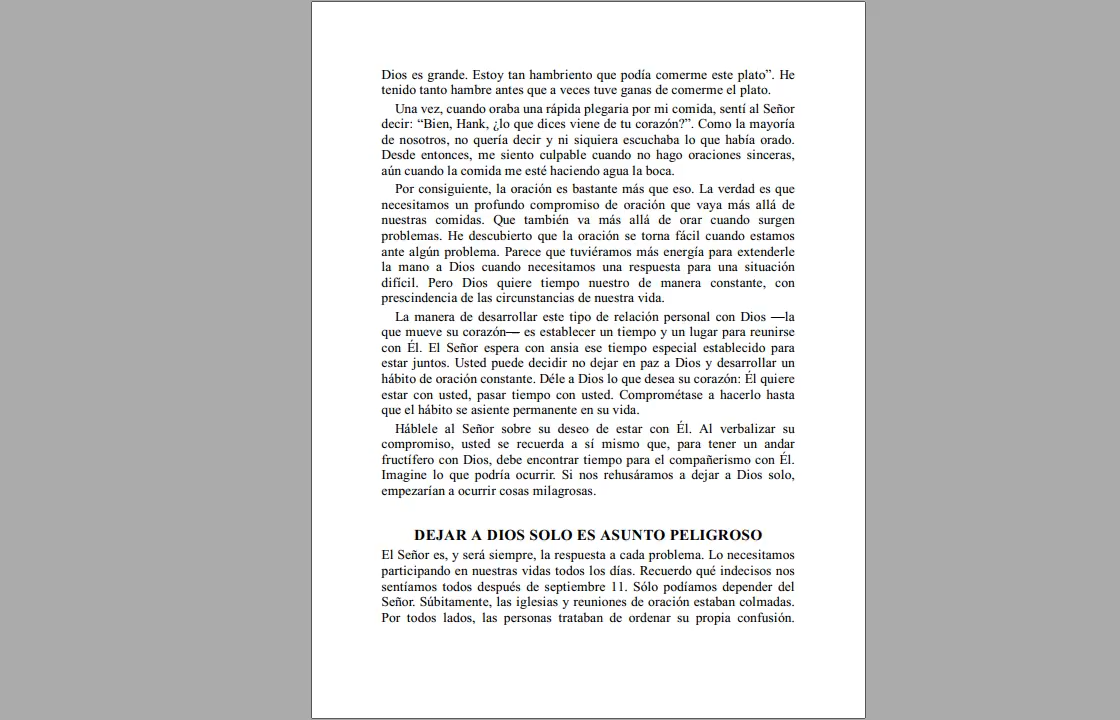 Dios es grande. Estoy tan hambriento que podía comerme este plato”. He
tenido tanto hambre antes que a veces tuve ganas de comerme el plato.
Una vez, cuando oraba una rápida plegaria por mi comida, sentí al Señor
decir: “Bien, Hank, ¿lo que dices viene de tu corazón?”. Como la mayoría
de nosotros, no quería decir y ni siquiera escuchaba lo que había orado.
Desde entonces, me siento culpable cuando no hago oraciones sinceras,
aún cuando la comida me esté haciendo agua la boca.
Por consiguiente, la oración es bastante más que eso. La verdad es que
necesitamos un profundo compromiso de oración que vaya más allá de
nuestras comidas. Que también va más allá de orar cuando surgen
problemas. He descubierto que la oración se torna fácil cuando estamos
ante algún problema. Parece que tuviéramos más energía para extenderle
la mano a Dios cuando necesitamos una respuesta para una situación
difícil. Pero Dios quiere tiempo nuestro de manera constante, con
prescindencia de las circunstancias de nuestra vida.
La manera de desarrollar este tipo de relación personal con Dios —la
que mueve su corazón— es establecer un tiempo y un lugar para reunirse
con Él. El Señor espera con ansia ese tiempo especial establecido para
estar juntos. Usted puede decidir no dejar en paz a Dios y desarrollar un
hábito de oración constante. Déle a Dios lo que desea su corazón: Él quiere
estar con usted, pasar tiempo con usted. Comprométase a hacerlo hasta
que el hábito se asiente permanente en su vida.
Háblele al Señor sobre su deseo de estar con Él. Al verbalizar su
compromiso, usted se recuerda a sí mismo que, para tener un andar
fructífero con Dios, debe encontrar tiempo para el compañerismo con Él.
Imagine lo que podría ocurrir. Si nos rehusáramos a dejar a Dios solo,
empezarían a ocurrir cosas milagrosas.
DEJAR A DIOS SOLO ES ASUNTO PELIGROSO
El Señor es, y será siempre, la respuesta a cada problema. Lo necesitamos
participando en nuestras vidas todos los días. Recuerdo qué indecisos nos
sentíamos todos después de septiembre 11. Sólo podíamos depender del
Señor. Súbitamente, las iglesias y reuniones de oración estaban colmadas.
Por todos lados, las personas trataban de ordenar su propia confusión.